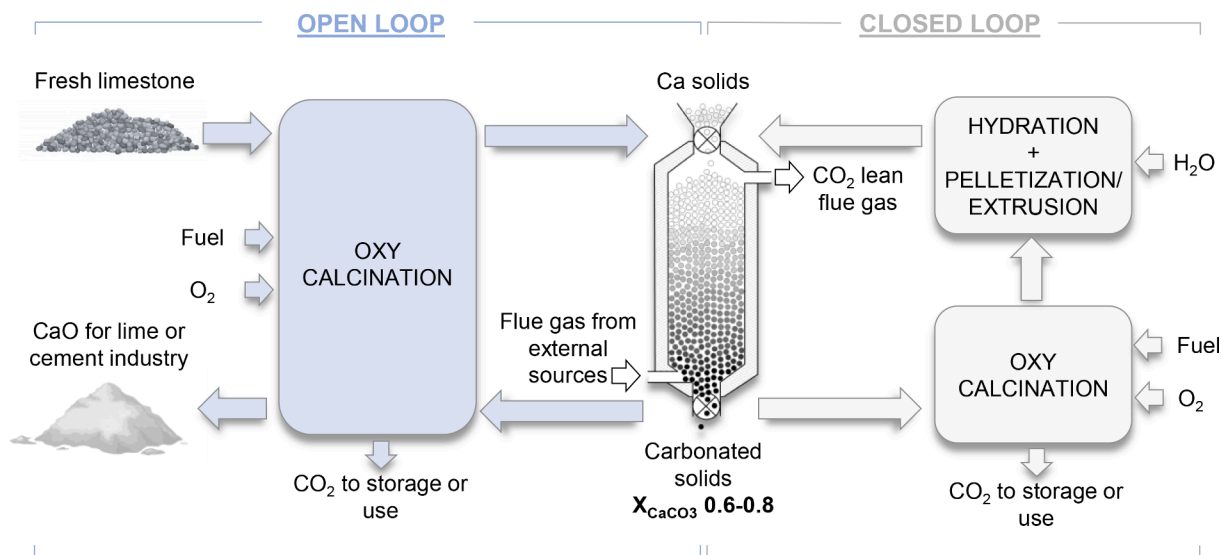 OPEN LOOP
CLOSED LOOP
Fresh limestone
Ca solids
OXY
CALCINATION
Fuel
O₂
CaO for lime or
cement industry
CO₂ to storage or
use
CO₂ lean
flue gas
Flue gas from
external
sources
Carbonated
solids
X_CaCO3 0.6-0.8
HYDRATION
+
PELLETIZATION/
EXTRUSION
H₂O
OXY
CALCINATION
Fuel
O₂
CO₂ to storage or
use